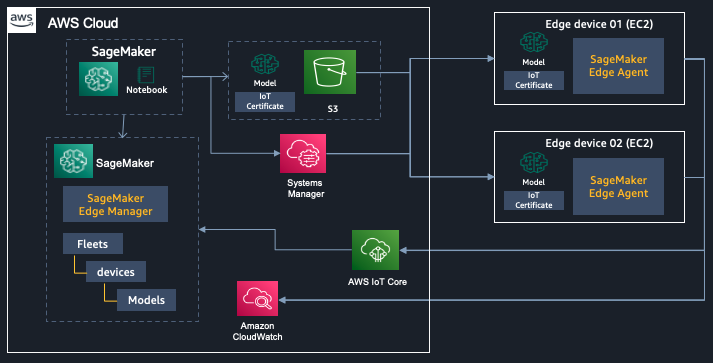 aws
AWS Cloud
SageMaker
Notebook
Model
IoT
Certificate
S3
Edge device 01 (EC2)
Model
IoT
Certificate
SageMaker
Edge Agent
SageMaker
SageMaker
Edge Manager
Fleets
devices
Models
Systems
Manager
Edge device 02 (EC2)
Model
IoT
Certificate
SageMaker
Edge Agent
AWS IoT Core
Amazon
CloudWatch